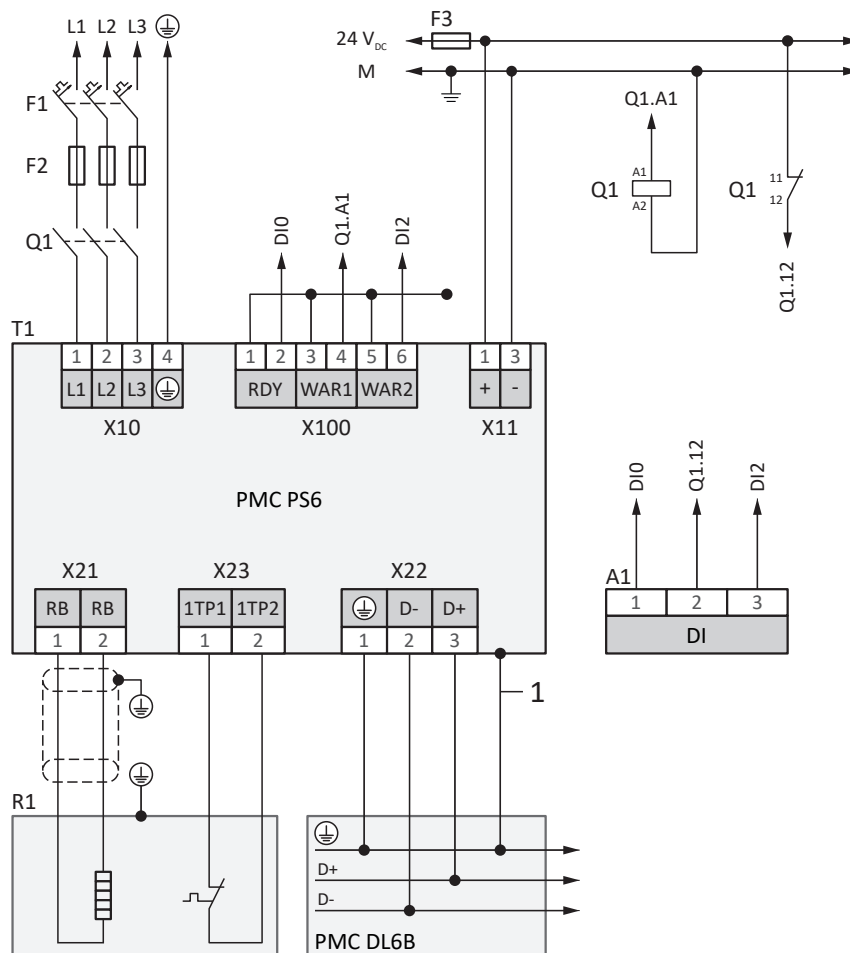 L1 L2 L3
F3
24 VDC
M
F1
Q1.A1
F2
A1
A2
Q1
Q1
11
12
Q1.12
DI0
Q1.A1
DI2
Q1
T1
1 2 3 4
L1 L2 L3
X10
1 2 3 4 5 6
RDY WAR1 WAR2
X100
1 3
+ -
X11
PMC PS6
DI0
Q1.12
DI2
A1
1 2 3
DI
X21
RB RB
1 2
X23
1TP1 1TP2
1 2
X22
D- D+
1 2 3
1
R1
D+
D-
PMC DL6B